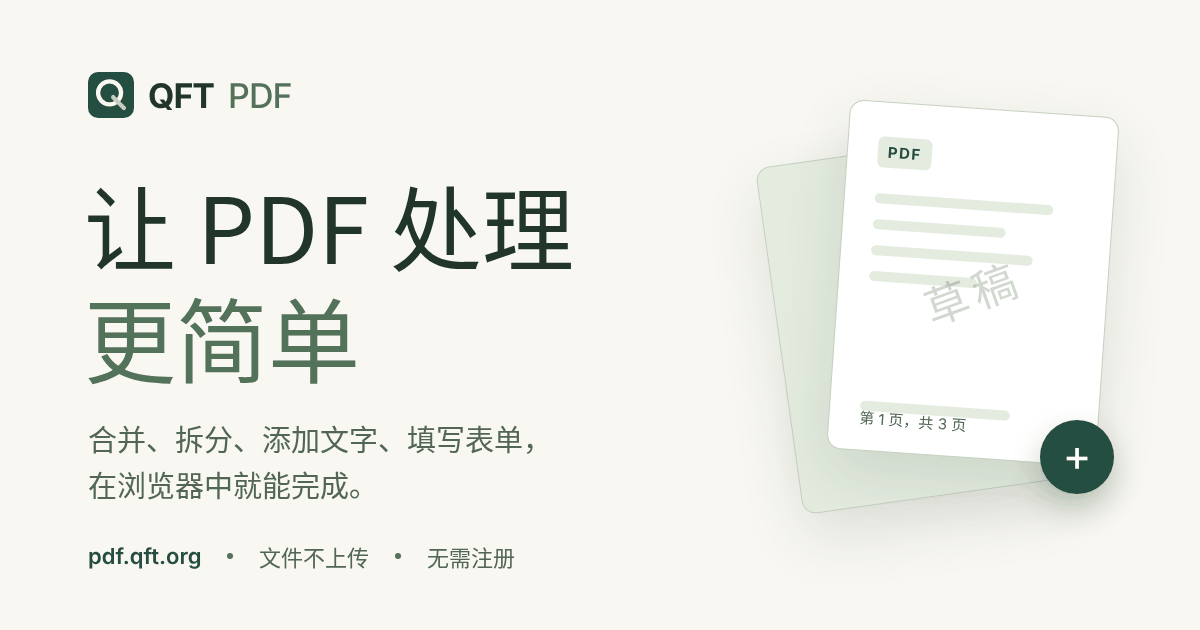 QFT PDF
让 PDF 处理
更简单
合并、拆分、添加文字、填写表单，
在浏览器中就能完成。
pdf.qft.org • 文件不上传 • 无需注册
PDF
草稿
第 1 页，共 3 页
+